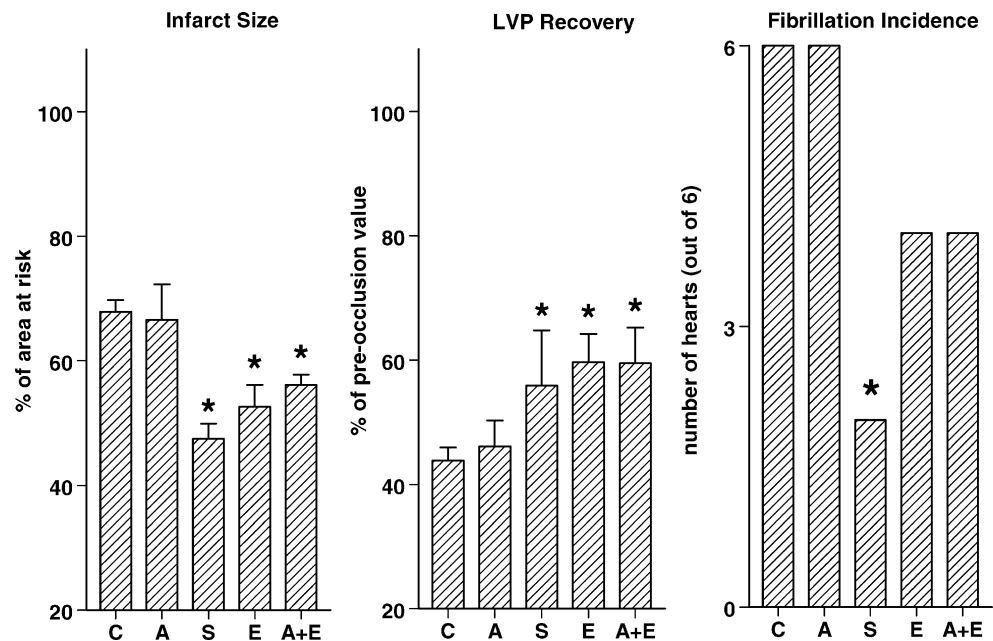 Infarct Size
% of area at risk
100
80
60
40
20
*
*
*
C A S E A+E
LVP Recovery
% of pre-occlusion value
100
80
60
40
20
*
*
*
C A S E A+E
Fibrillation Incidence
number of hearts (out of 6)
6
3
0
*
C A S E A+E